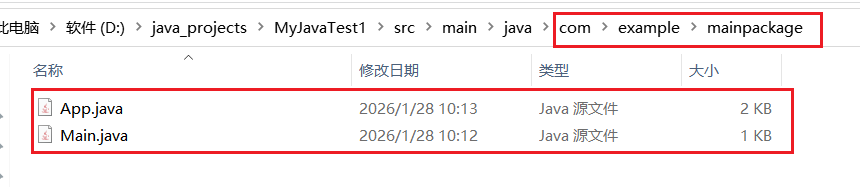 此电脑 › 软件 (D:) › java_projects › MyJavaTest1 › src › main › java › com › example › mainpackage
名称 修改日期 类型 大小
App.java 2026/1/28 10:13 Java 源文件 2 KB
Main.java 2026/1/28 10:12 Java 源文件 1 KB